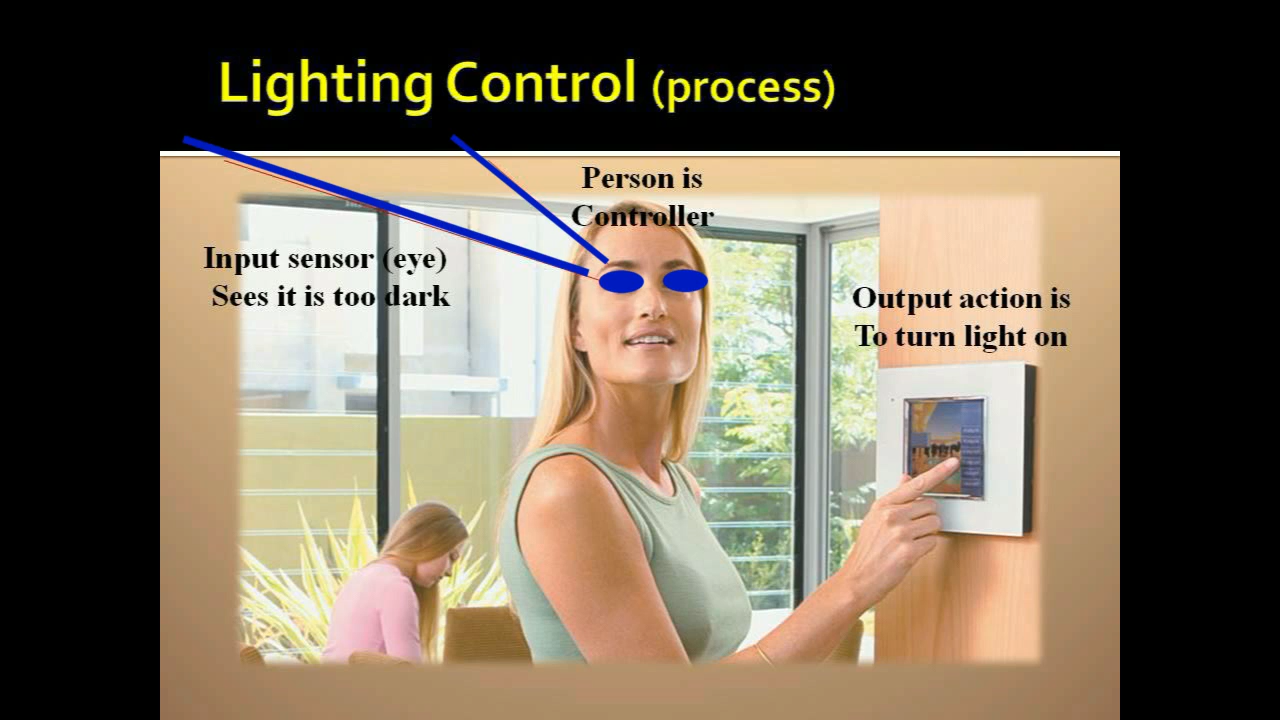 Lighting Control (process)
Person is
Controller
Input sensor (eye)
Sees it is too dark
Output action is
To turn light on